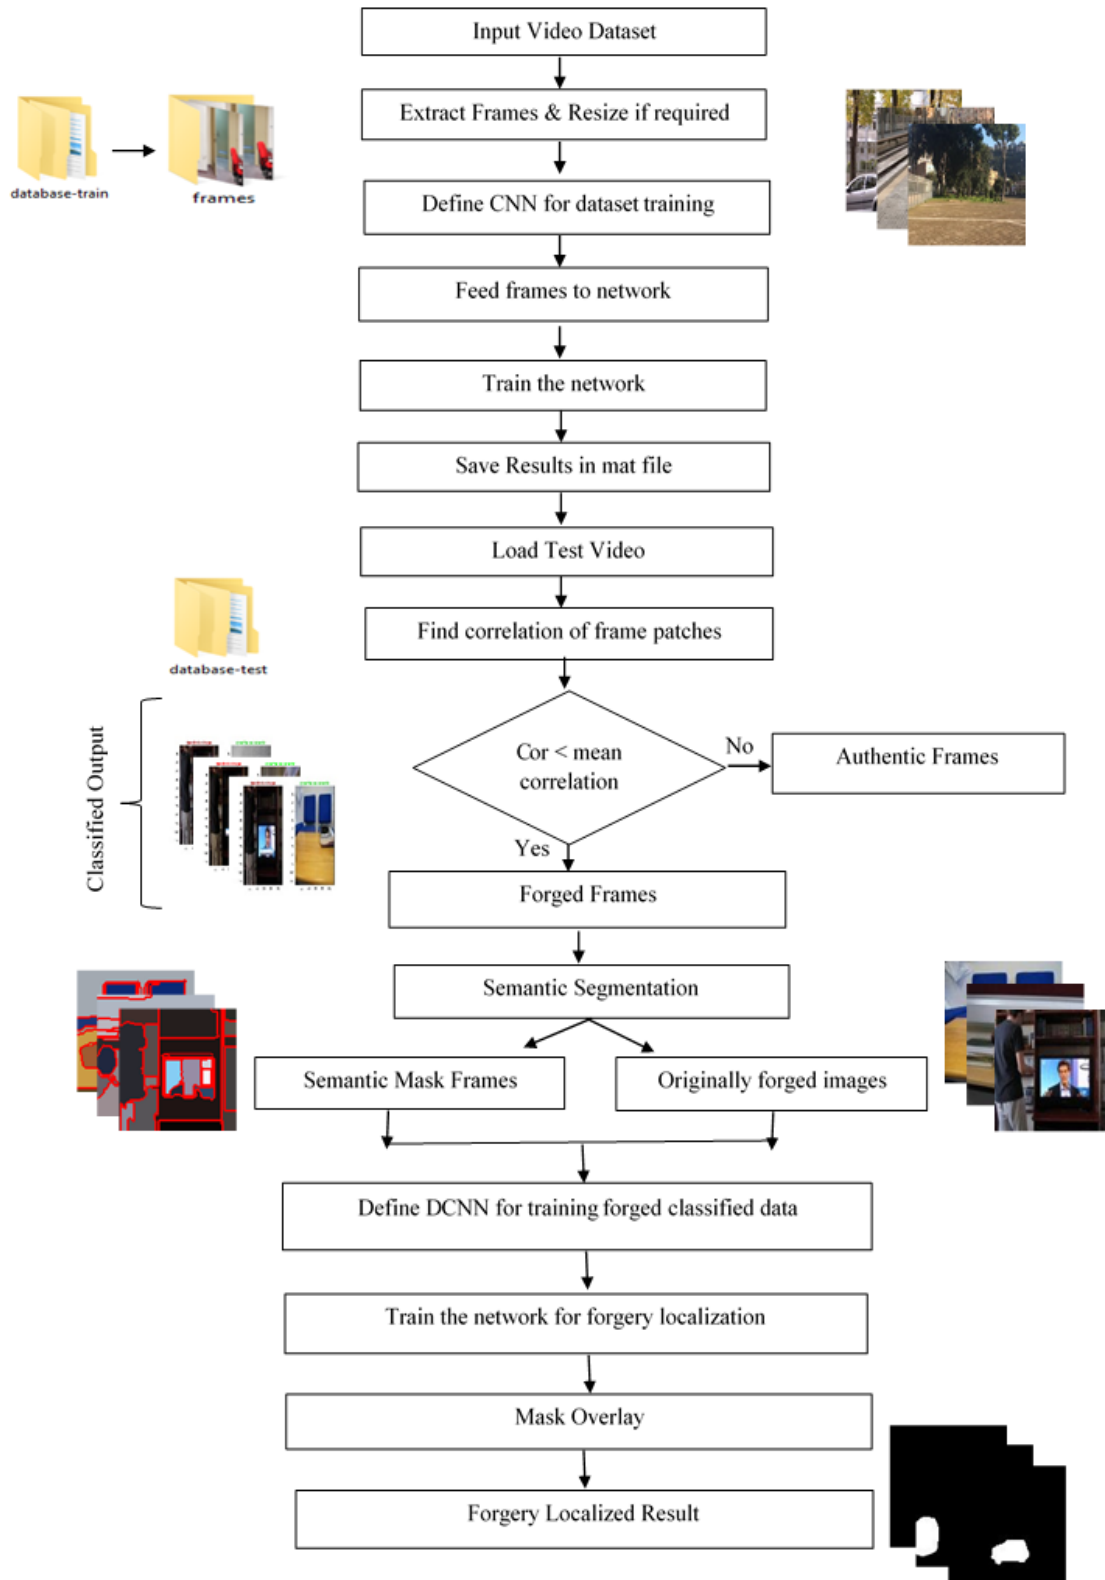 Input Video Dataset
Extract Frames & Resize if required
database-train
frames
Define CNN for dataset training
Feed frames to network
Train the network
Save Results in mat file
Load Test Video
Find correlation of frame patches
database-test
Classified Output
Cor < mean
correlation
No
Authentic Frames
Yes
Forged Frames
Semantic Segmentation
Semantic Mask Frames
Originally forged images
Define DCNN for training forged classified data
Train the network for forgery localization
Mask Overlay
Forgery Localized Result